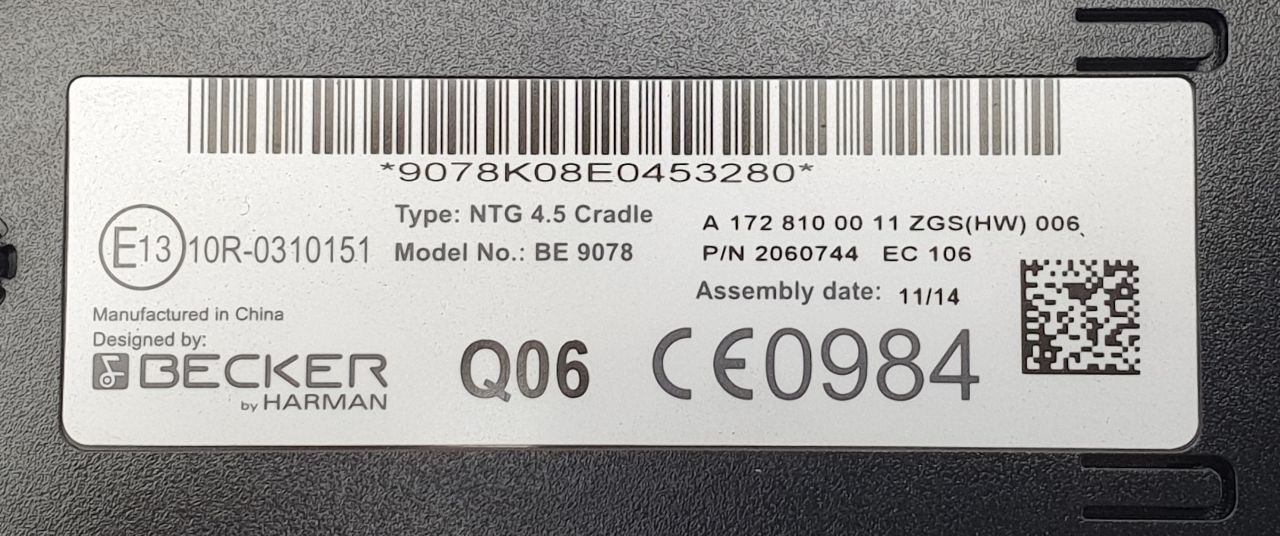 *9078K08E0453280*
Type: NTG 4.5 Cradle
A 172 810 00 11 ZGS(HW) 006
E13 10R-0310151
Model No.: BE 9078
P/N 2060744 EC 106
Assembly date: 11/14
Manufactured in China
Designed by:
BECKER
by HARMAN
Q06
CE0984